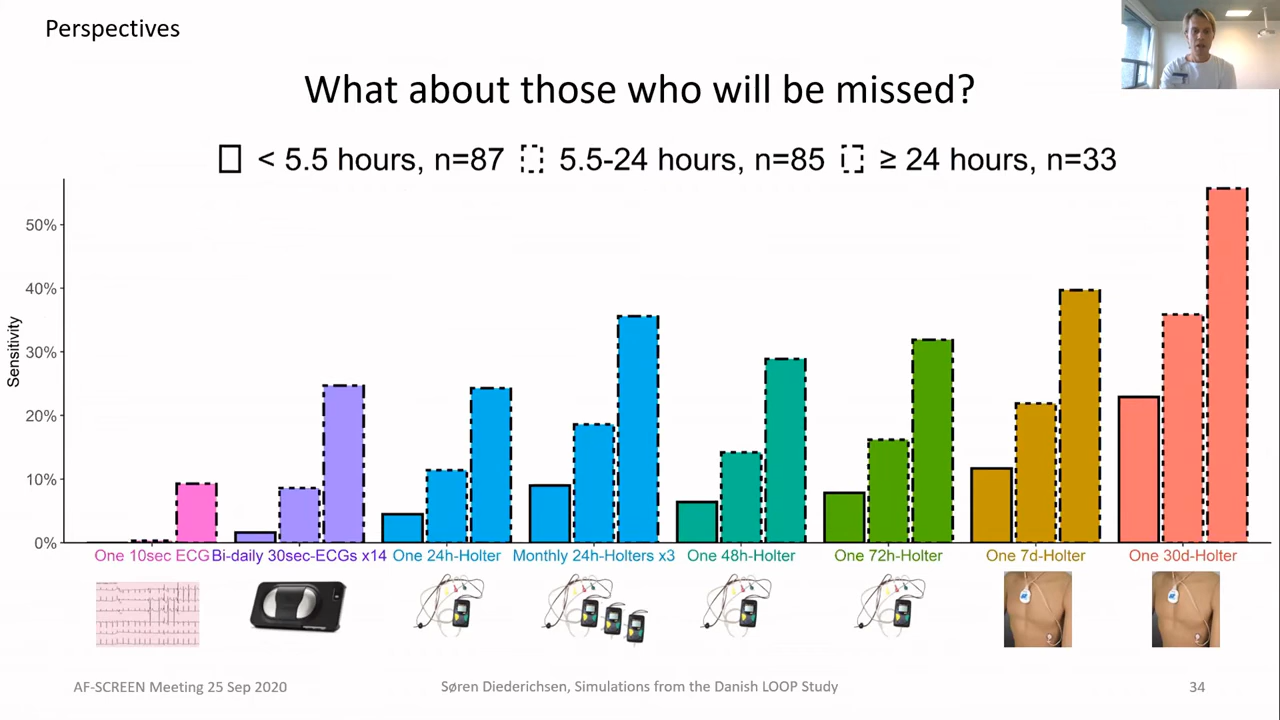 Perspectives
What about those who will be missed?
< 5.5 hours, n=87 5.5-24 hours, n=85 ≥ 24 hours, n=33
Sensitivity
50%
40%
30%
20%
10%
0%
One 10sec ECG Bi-daily 30sec-ECGs x14 One 24h-Holter Monthly 24h-Holters x3 One 48h-Holter One 72h-Holter One 7d-Holter One 30d-Holter
AF-SCREEN Meeting 25 Sep 2020 Søren Diederichsen, Simulations from the Danish LOOP Study 34